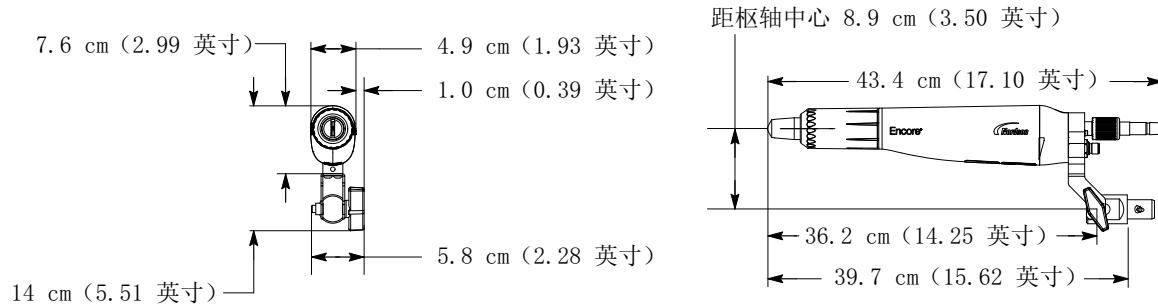 距枢轴中心 8.9 cm（3.50 英寸）
7.6 cm（2.99 英寸）
4.9 cm（1.93 英寸）
1.0 cm（0.39 英寸）
43.4 cm（17.10 英寸）
Encore
Nordson
36.2 cm（14.25 英寸）
5.8 cm（2.28 英寸）
39.7 cm（15.62 英寸）
14 cm（5.51 英寸）